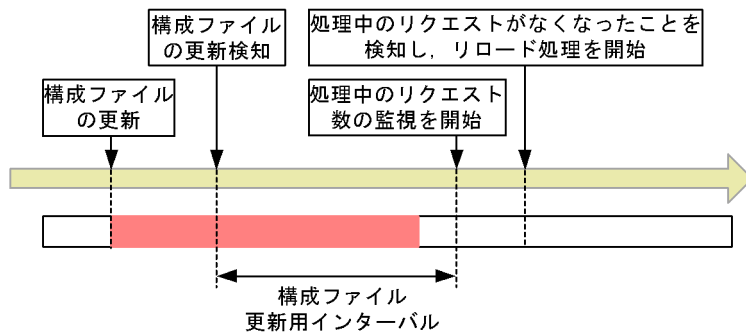 構成ファイル
の更新検知
処理中のリクエストがなくなったことを
検知し，リロード処理を開始
構成ファイル
の更新
処理中のリクエスト
数の監視を開始
構成ファイル
更新用インターバル